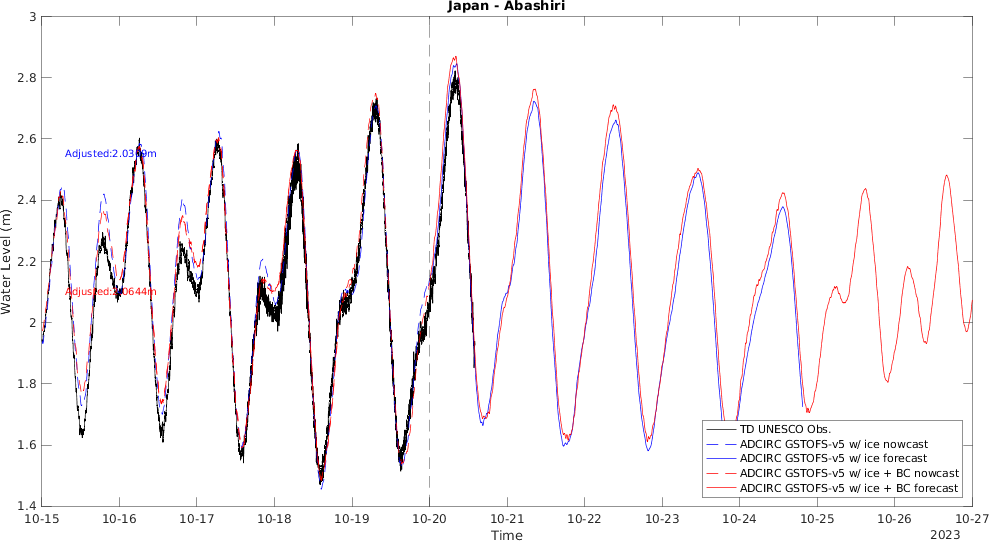 Japan - Abashiri
3
2.8
2.6
2.4
2.2
2
1.8
1.6
1.4
Water Level (m)
TD UNESCO Obs.
ADCIRC GSTOFS-v5 w/ ice nowcast
ADCIRC GSTOFS-v5 w/ ice forecast
ADCIRC GSTOFS-v5 w/ ice + BC nowcast
ADCIRC GSTOFS-v5 w/ ice + BC forecast
10-15 10-16 10-17 10-18 10-19 10-20 10-21 10-22 10-23 10-24 10-25 10-26 10-27
Time
2023